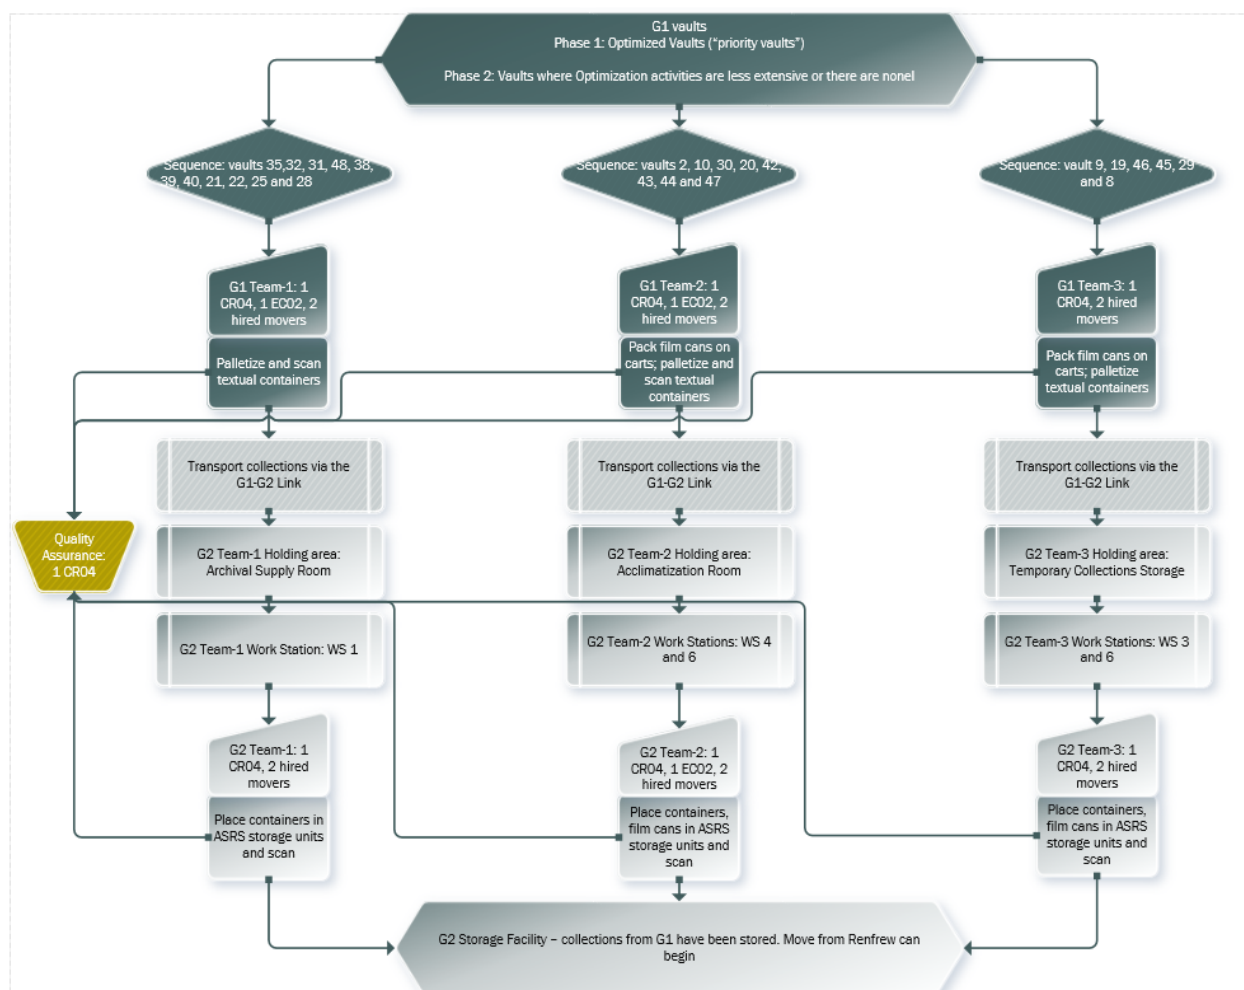 G1 vaults
Phase 1: Optimized Vaults (“priority vaults”)
Phase 2: Vaults where Optimization activities are less extensive or there are none!
Sequence: vaults 35,32, 31, 48, 38,
39, 40, 21, 22, 25 and 28
Sequence: vaults 2, 10, 30, 20, 42,
43, 44 and 47
Sequence: vault 9, 19, 46, 45, 29
and 8
G1 Team-1: 1
CR04, 1 EC02, 2
hired movers
G1 Team-2: 1
CR04, 1 EC02, 2
hired movers
G1 Team-3: 1
CR04, 2 hired
movers
Palletize and scan
textual containers
Pack film cans on
carts; palletize and
scan textual
containers
Pack film cans on
carts; palletize
textual containers
Transport collections via the
G1-G2 Link
Transport collections via the
G1-G2 Link
Transport collections via the
G1-G2 Link
Quality
Assurance:
1 CR04
G2 Team-1 Holding area:
Archival Supply Room
G2 Team-2 Holding area:
Acclimatization Room
G2 Team-3 Holding area:
Temporary Collections Storage
G2 Team-1 Work Station: WS 1
G2 Team-2 Work Stations: WS 4
and 6
G2 Team-3 Work Stations: WS 3
and 6
G2 Team-1: 1
CR04, 2 hired
movers
G2 Team-2: 1
CR04, 1 EC02, 2
hired movers
G2 Team-3: 1
CR04, 2 hired
movers
Place containers in
ASRS storage units
and scan
Place containers,
film cans in ASRS
storage units and
scan
Place containers,
film cans in ASRS
storage units and
scan
G2 Storage Facility – collections from G1 have been stored. Move from Renfrew can
begin